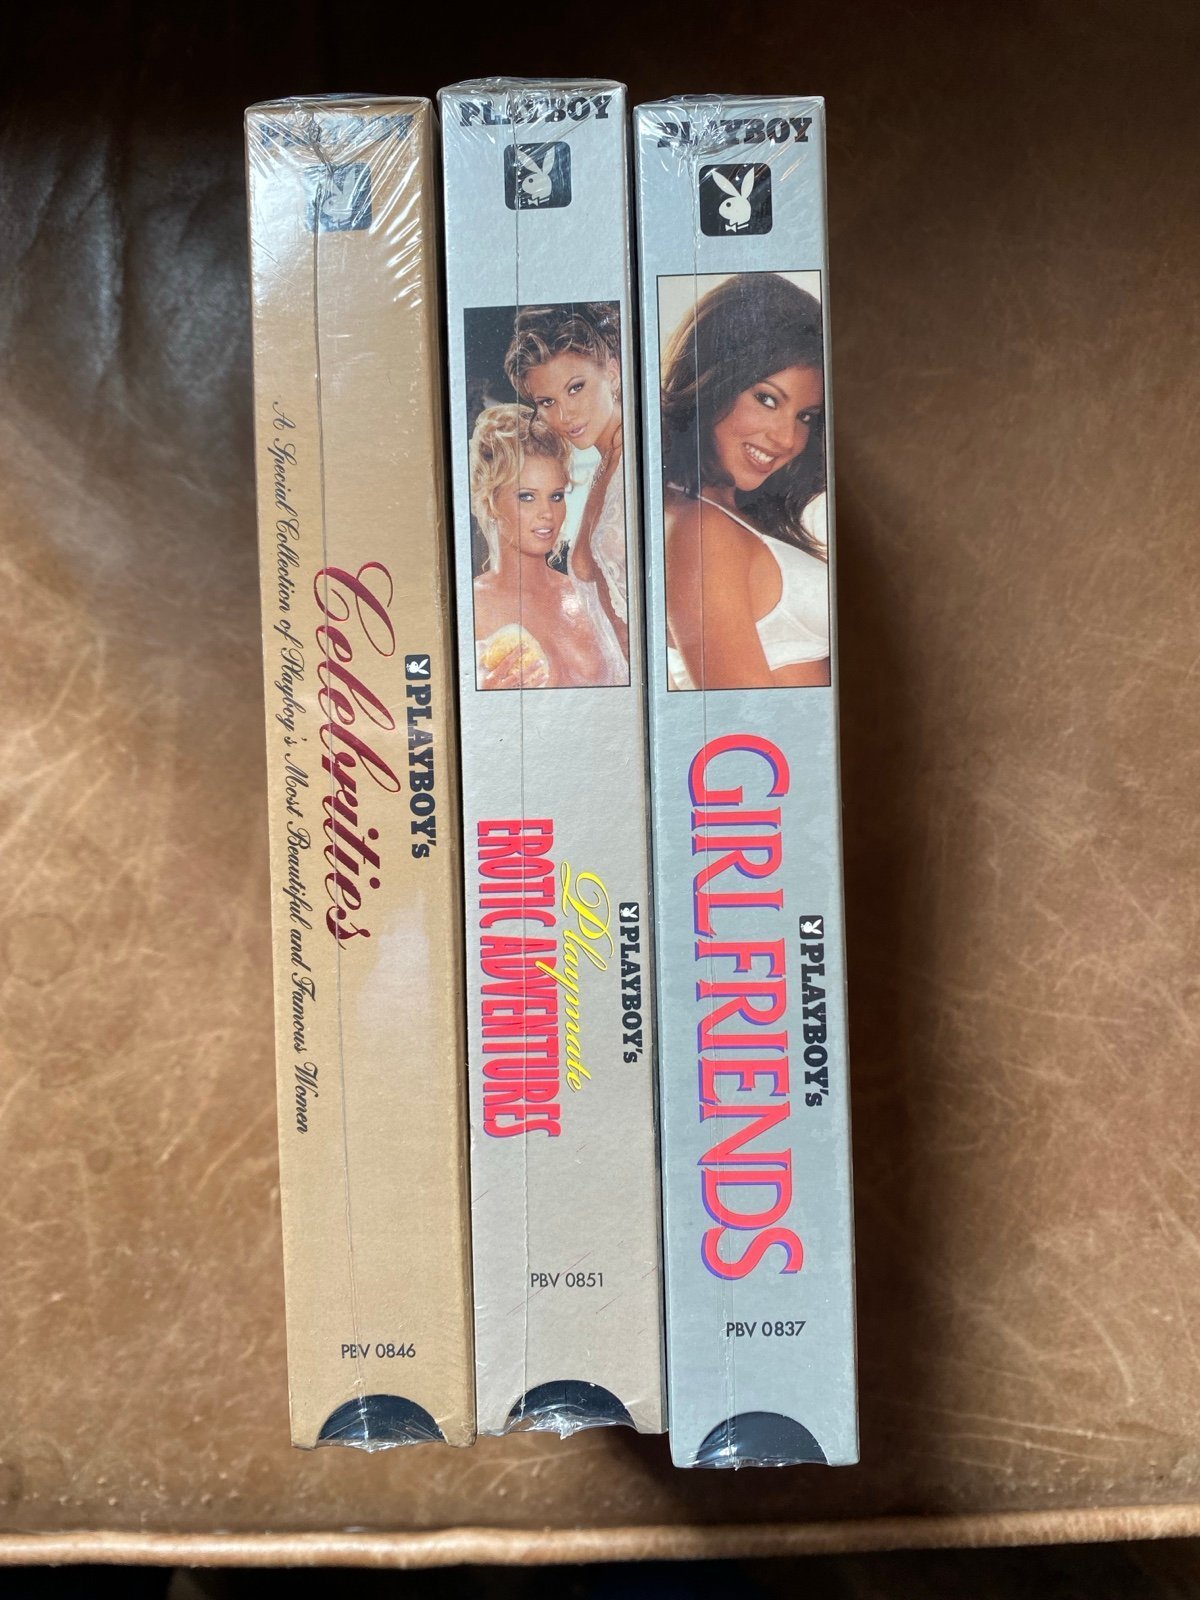 PLAYBOY
PLAYBOY's
Celebrities
A Special Collection of Playboy's Most Beautiful and Famous Women
PBV 0846
PLAYBOY
PLAYBOY's
Playmate
EROTIC ADVENTURES
PBV 0851
PLAYBOY
PLAYBOY's
GIRLFRIENDS
PBV 0837